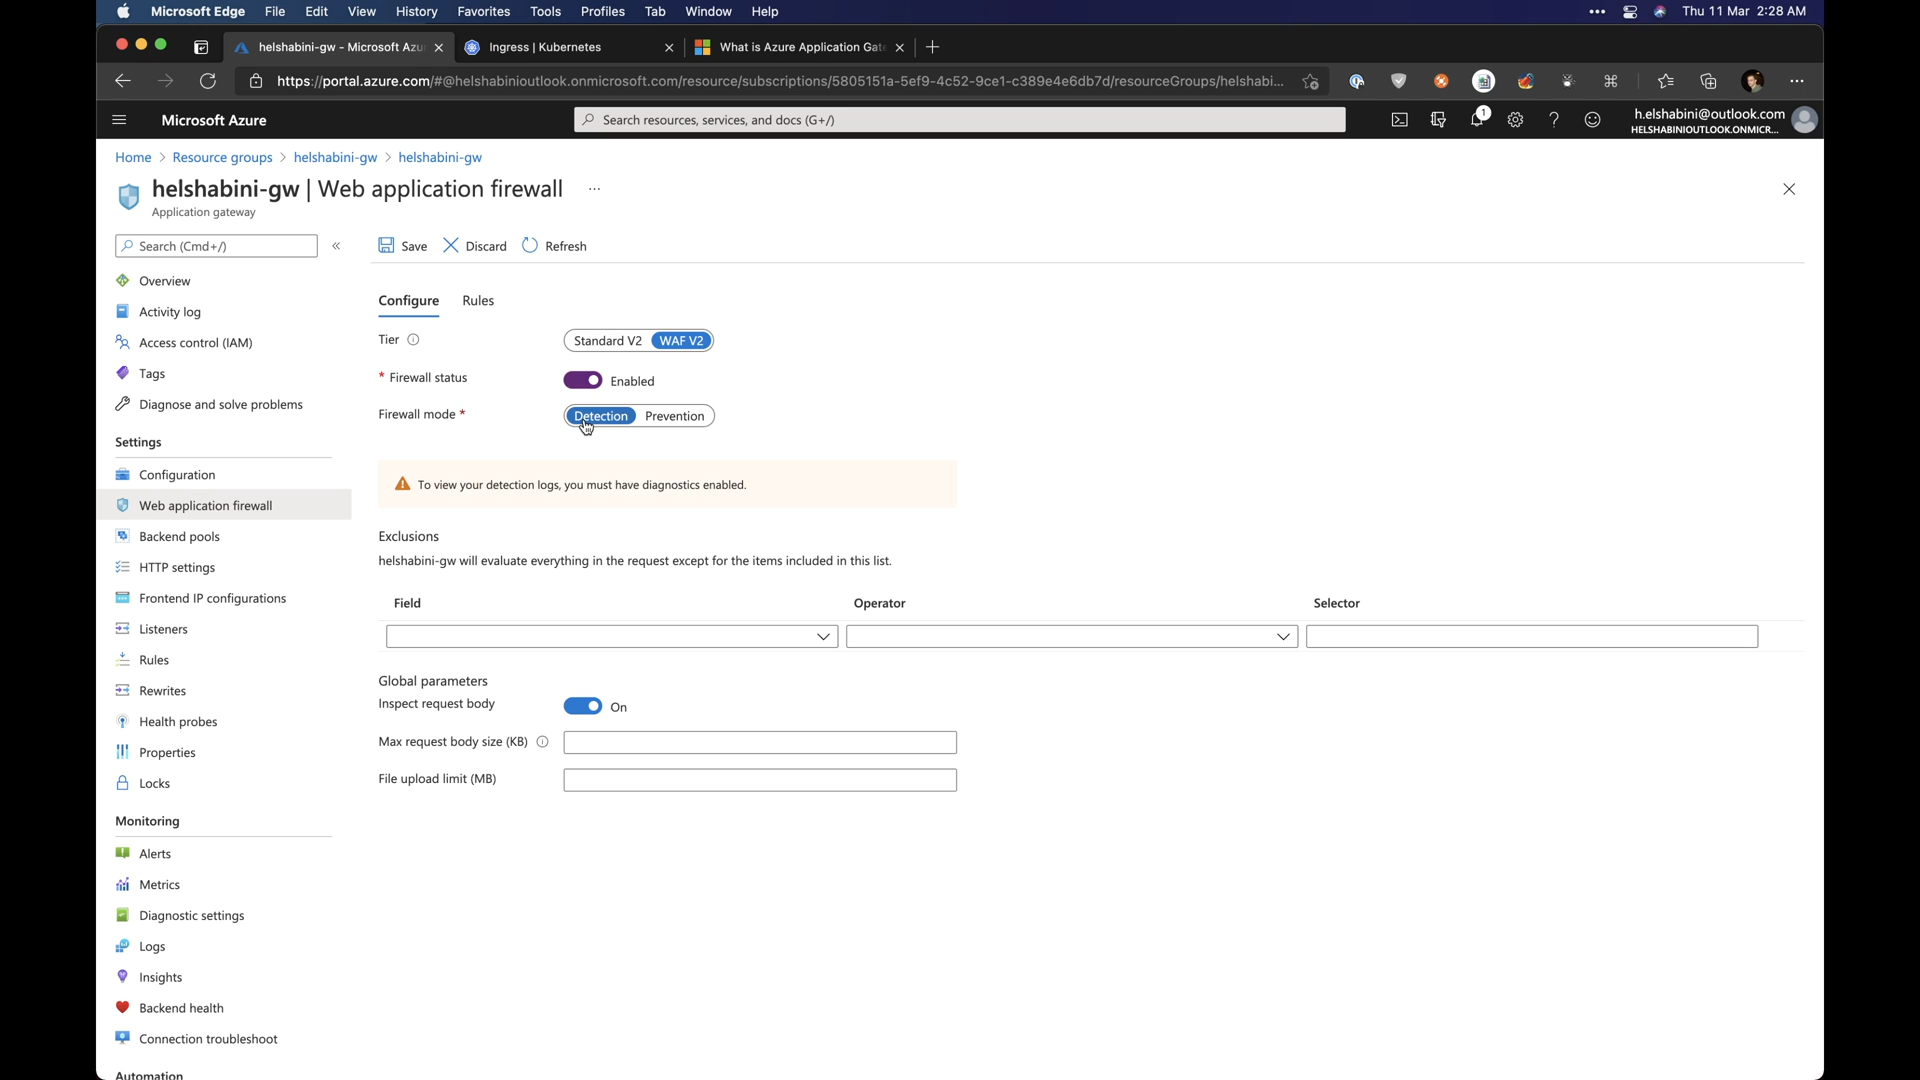 Microsoft Edge File Edit View History Favorites Tools Profiles Tab Window Help ••• Thu 11 Mar 2:28 AM
helshabini-gw - Microsoft Azu Ingress | Kubernetes What is Azure Application Gate
https://portal.azure.com/#@helshabinioutlook.onmicrosoft.com/resource/subscriptions/5805151a-5ef9-4c52-9ce1-c389e4e6db7d/resourceGroups/helshabi...
Microsoft Azure Search resources, services, and docs (G+/) 1 h.elshabini@outlook.com
HELSHABINIOUTLOOK.ONMICR...
Home > Resource groups > helshabini-gw > helshabini-gw
helshabini-gw | Web application firewall ...
Application gateway
Search (Cmd+/) «
Save Discard Refresh
Overview
Activity log
Access control (IAM)
Tags
Diagnose and solve problems
Settings
Configuration
Web application firewall
Backend pools
HTTP settings
Frontend IP configurations
Listeners
Rules
Rewrites
Health probes
Properties
Locks
Monitoring
Alerts
Metrics
Diagnostic settings
Logs
Insights
Backend health
Connection troubleshoot
Automation
Configure Rules
Tier Standard V2 WAF V2
* Firewall status Enabled
Firewall mode * Detection Prevention
To view your detection logs, you must have diagnostics enabled.
Exclusions
helshabini-gw will evaluate everything in the request except for the items included in this list.
Field Operator Selector
Global parameters
Inspect request body On
Max request body size (KB)
File upload limit (MB)